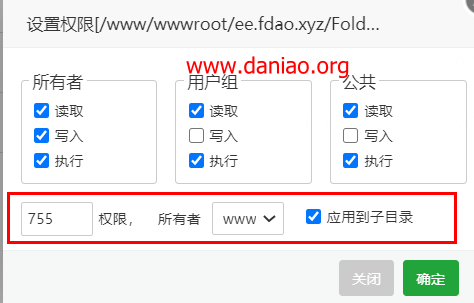 设置权限[/www/wwwroot/ee.fdao.xyz/Fold...
www.daniao.org
所有者 用户组 公共
读取 读取 读取
写入 写入 写入
执行 执行 执行
755 权限， 所有者 www 应用到子目录
关闭 确定